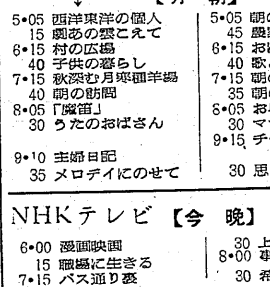 5・05 西洋東洋の個人
15 劇あの雲こえて
6・15 村の広場
40 子供の暮らし
7・15 秋深む月寒種羊場
40 朝の訪問
8・05 「魔笛」
30 うたのおばさん
9・10 主婦日記
35 メロデイにのせて
5・05 朝の
45
6・15 お
40 歌
7・15 朝の
35 朝の
8・05 お
30 マ
9・15 チ
30 思
NHKテレビ 【今 晩】
6・00 漫画映画
15 職場に生きる
7・15 バス通り裏
30 上
8・00 事
30 希